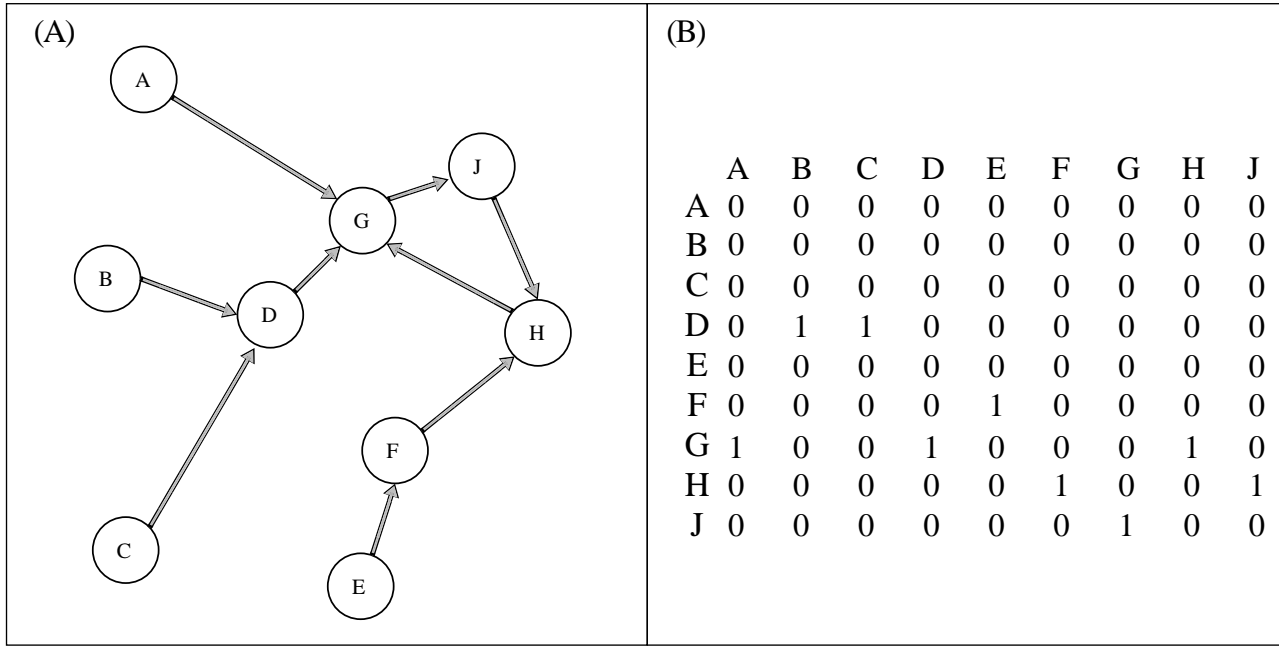 (A)
A
J
G
B
D
H
F
C
E
(B)
A B C D E F G H J
A 0 0 0 0 0 0 0 0 0
B 0 0 0 0 0 0 0 0 0
C 0 0 0 0 0 0 0 0 0
D 0 1 1 0 0 0 0 0 0
E 0 0 0 0 0 0 0 0 0
F 0 0 0 0 1 0 0 0 0
G 1 0 0 1 0 0 0 1 0
H 0 0 0 0 0 1 0 0 1
J 0 0 0 0 0 0 1 0 0